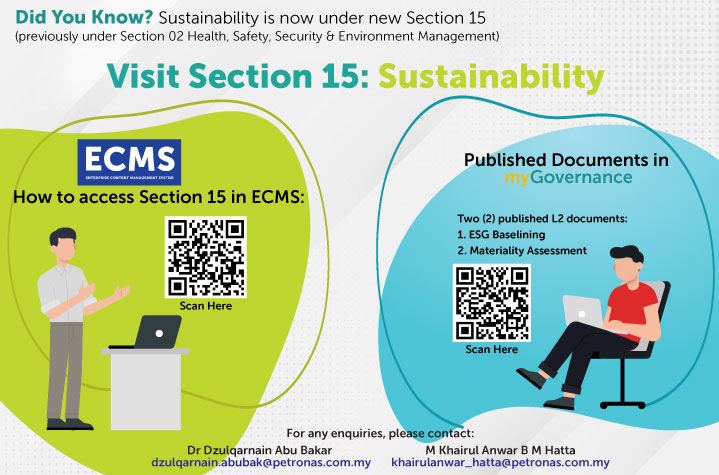 Did You Know? Sustainability is now under new Section 15
(previously under Section 02 Health, Safety, Security & Environment Management)
Visit Section 15: Sustainability
ECMS
ENTERPRISE CONTENT MANAGEMENT SYSTEM
How to access Section 15 in ECMS:
Scan Here
Published Documents in
myGovernance
Two (2) published L2 documents:
1. ESG Baselining
2. Materiality Assessment
Scan Here
For any enquiries, please contact:
Dr Dzulqarnain Abu Bakar
dzulqarnain.abubak@petronas.com.my
M Khairul Anwar B M Hatta
khairulanwar_hatta@petronas.com.my